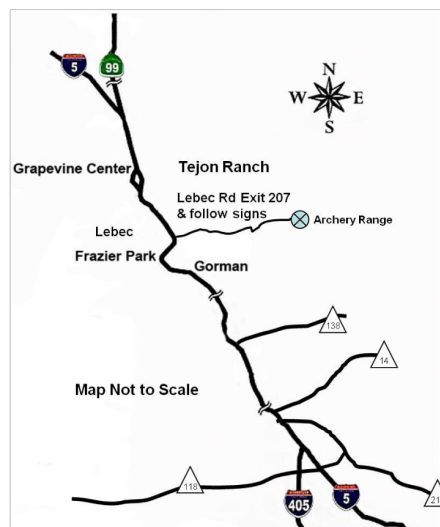 5
99
N
W E
S
Grapevine Center
Tejon Ranch
Lebec Rd Exit 207
& follow signs
Archery Range
Lebec
Frazier Park
Gorman
138
14
Map Not to Scale
118
405
5